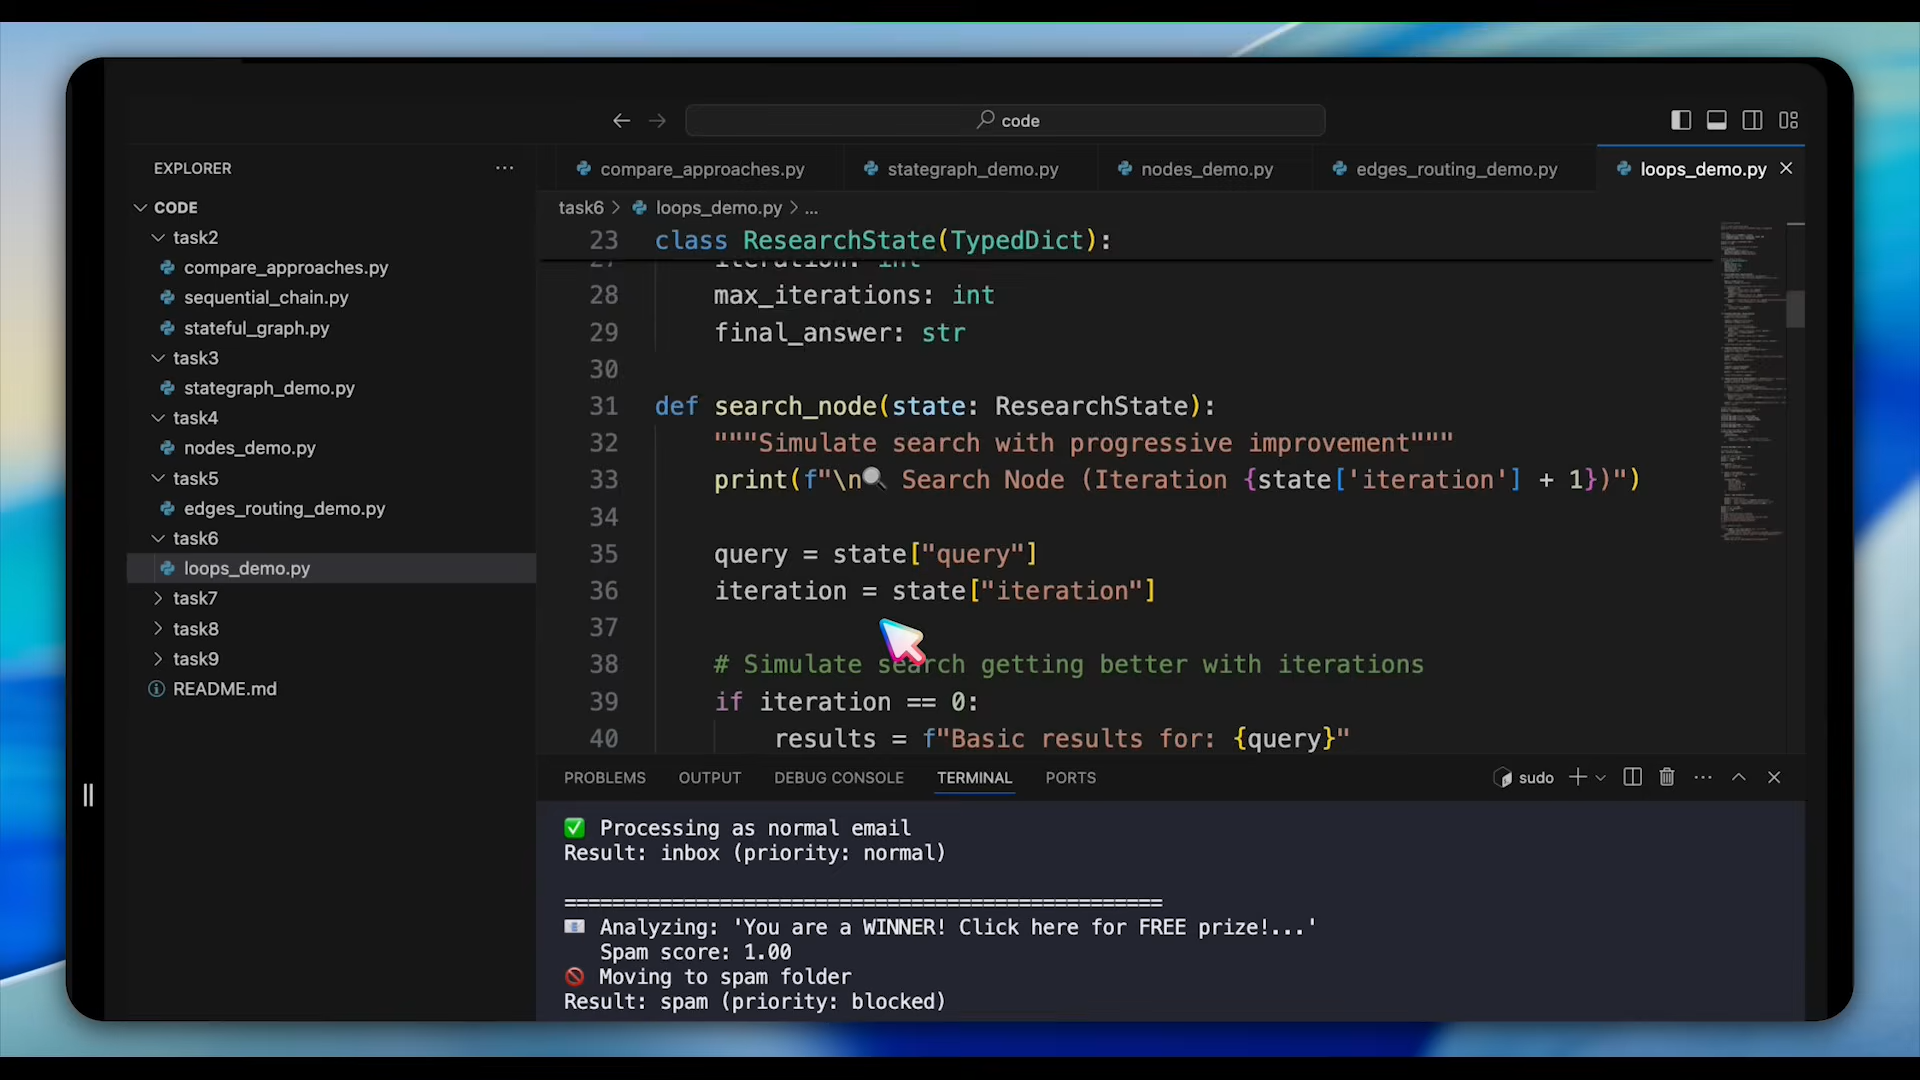 code
EXPLORER
compare_approaches.py
stategraph_demo.py
nodes_demo.py
edges_routing_demo.py
loops_demo.py
CODE
task2
compare_approaches.py
sequential_chain.py
stateful_graph.py
task3
stategraph_demo.py
task4
nodes_demo.py
task5
edges_routing_demo.py
task6
loops_demo.py
task7
task8
task9
README.md
task6 > loops_demo.py > ...
23 class ResearchState(TypedDict):
27 iteration: int
28 max_iterations: int
29 final_answer: str
30
31 def search_node(state: ResearchState):
32 """Simulate search with progressive improvement"""
33 print(f"\n🔍 Search Node (Iteration {state['iteration'] + 1})")
34
35 query = state["query"]
36 iteration = state["iteration"]
37
38 # Simulate search getting better with iterations
39 if iteration == 0:
40 results = f"Basic results for: {query}"
PROBLEMS OUTPUT DEBUG CONSOLE TERMINAL PORTS
sudo
✅ Processing as normal email
Result: inbox (priority: normal)
==================================================
📧 Analyzing: 'You are a WINNER! Click here for FREE prize!...'
Spam score: 1.00
🚫 Moving to spam folder
Result: spam (priority: blocked)